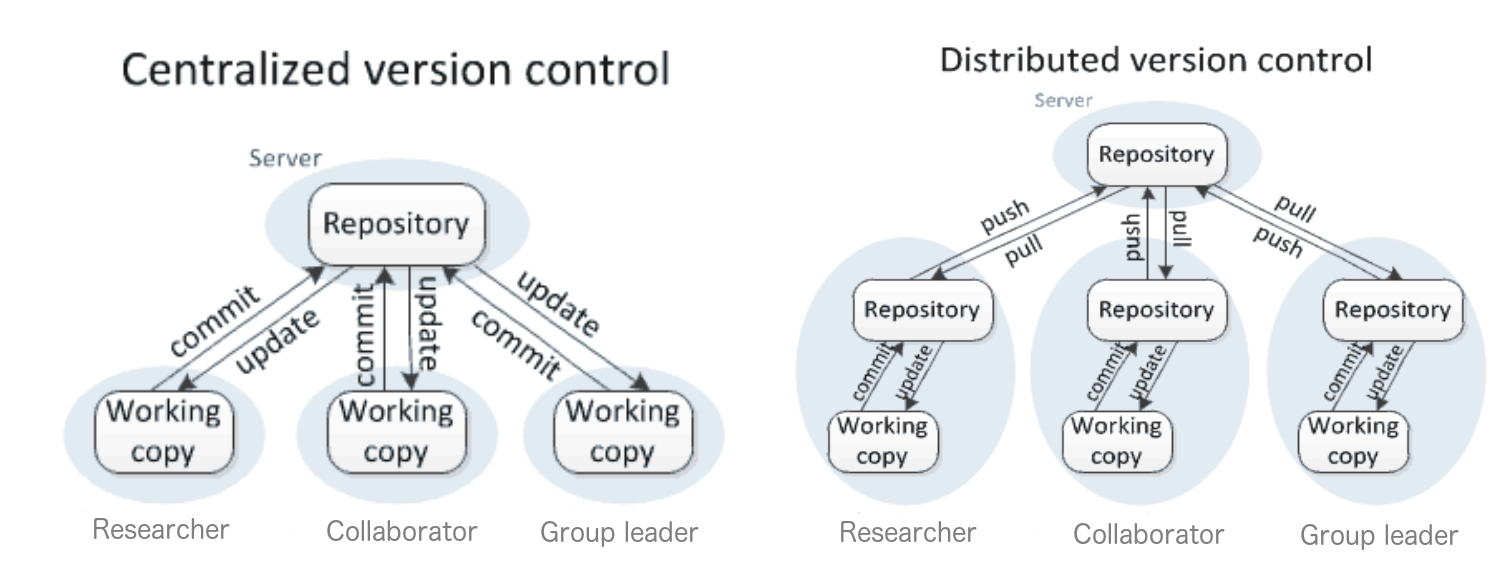 Centralized version control
Server
Repository
commit
update
commit
update
commit
update
Working
copy
Working
copy
Working
copy
Researcher
Collaborator
Group leader
Distributed version control
Server
Repository
push
pull
push
pull
pull
push
Repository
Repository
Repository
commit
update
commit
update
commit
update
Working
copy
Working
copy
Working
copy
Researcher
Collaborator
Group leader